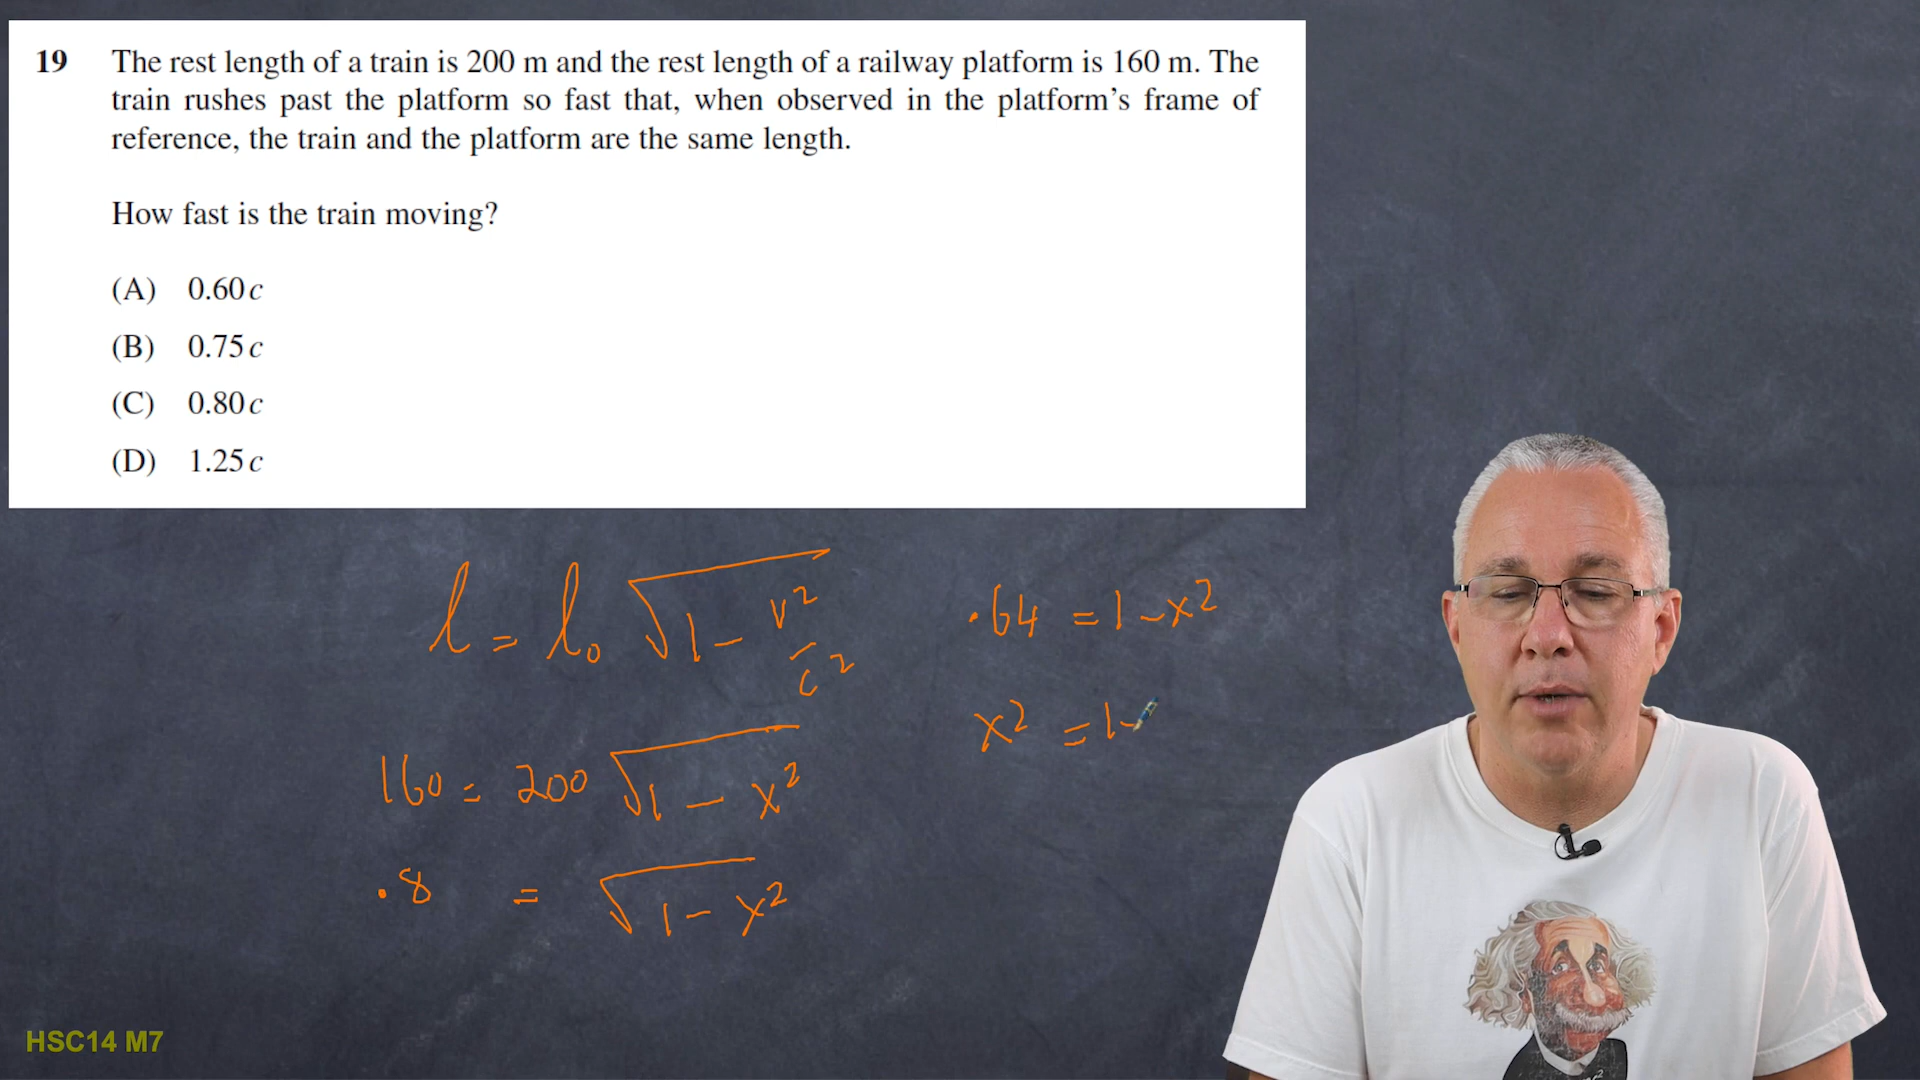 19 The rest length of a train is 200 m and the rest length of a railway platform is 160 m. The
train rushes past the platform so fast that, when observed in the platform's frame of
reference, the train and the platform are the same length.
How fast is the train moving?
(A) 0.60c
(B) 0.75c
(C) 0.80c
(D) 1.25c
l = l₀ √(1 - v²/c²)
160 = 200 √(1 - x²)
.8 = √(1 - x²)
.64 = 1 - x²
x² = 1 -
HSC14 M7